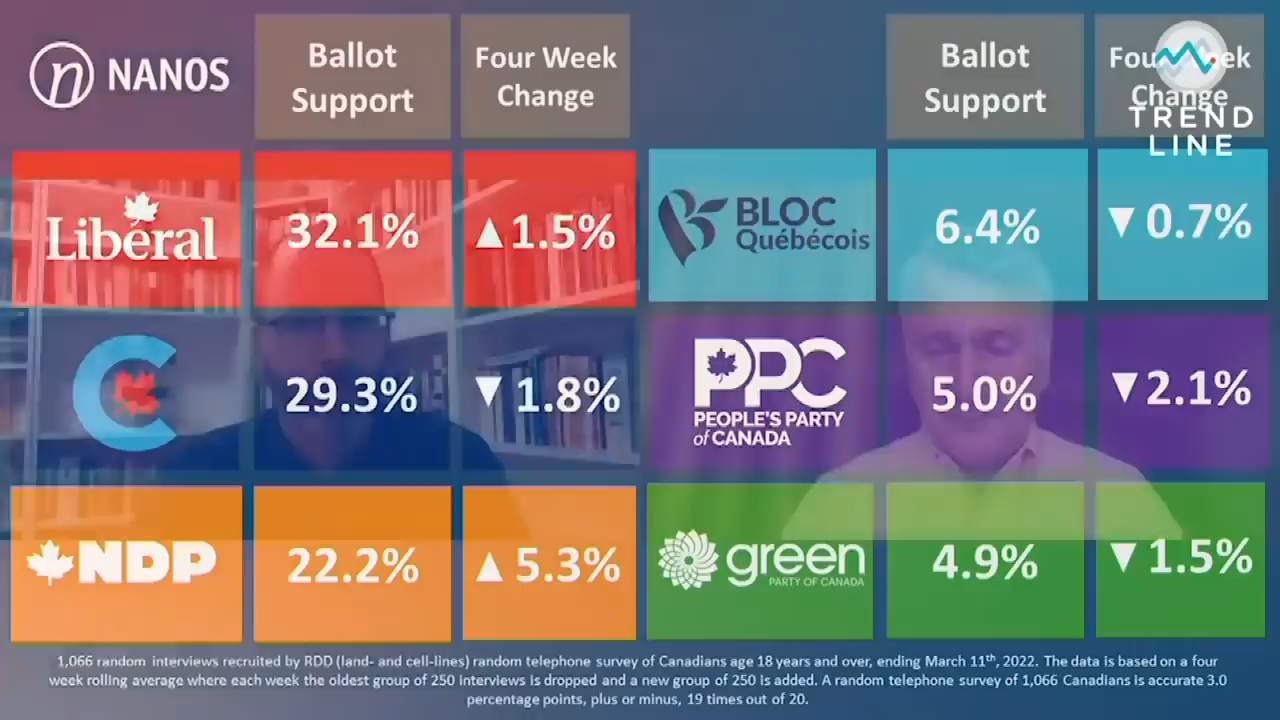 NANOS
Ballot Support
Four Week Change
Ballot Support
Four Week Change
TREND LINE
Libéral
32.1%
▲1.5%
BLOC Québécois
6.4%
▼0.7%
C
29.3%
▼1.8%
PPC
PEOPLE'S PARTY of CANADA
5.0%
▼2.1%
NDP
22.2%
▲5.3%
green
PARTY OF CANADA
4.9%
▼1.5%
1,066 random interviews recruited by RDD (land- and cell-lines) random telephone survey of Canadians age 18 years and over, ending March 11th, 2022. The data is based on a four
week rolling average where each week the oldest group of 250 interviews is dropped and a new group of 250 is added. A random telephone survey of 1,066 Canadians is accurate 3.0
percentage points, plus or minus, 19 times out of 20.